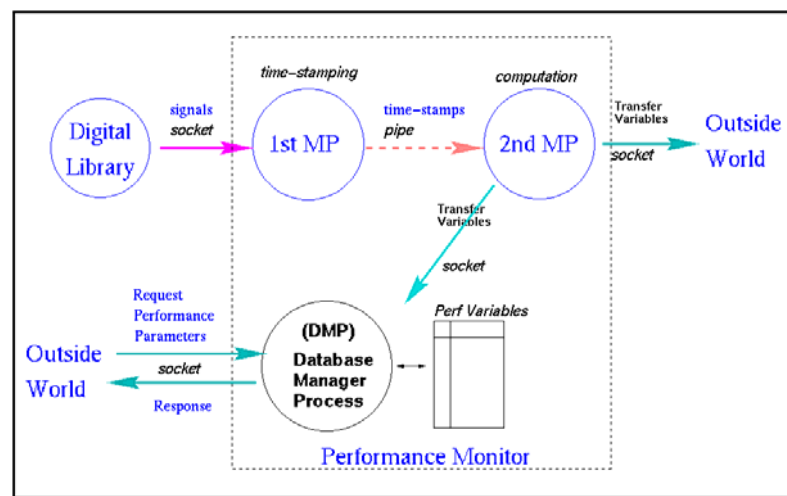 time-stamping
computation
signals
socket
time-stamps
pipe
Transfer
Variables
socket
Digital
Library
1st MP
2nd MP
Outside
World
Transfer
Variables
socket
Request
Performance
Parameters
socket
Response
Outside
World
(DMP)
Database
Manager
Process
Perf Variables
Performance Monitor